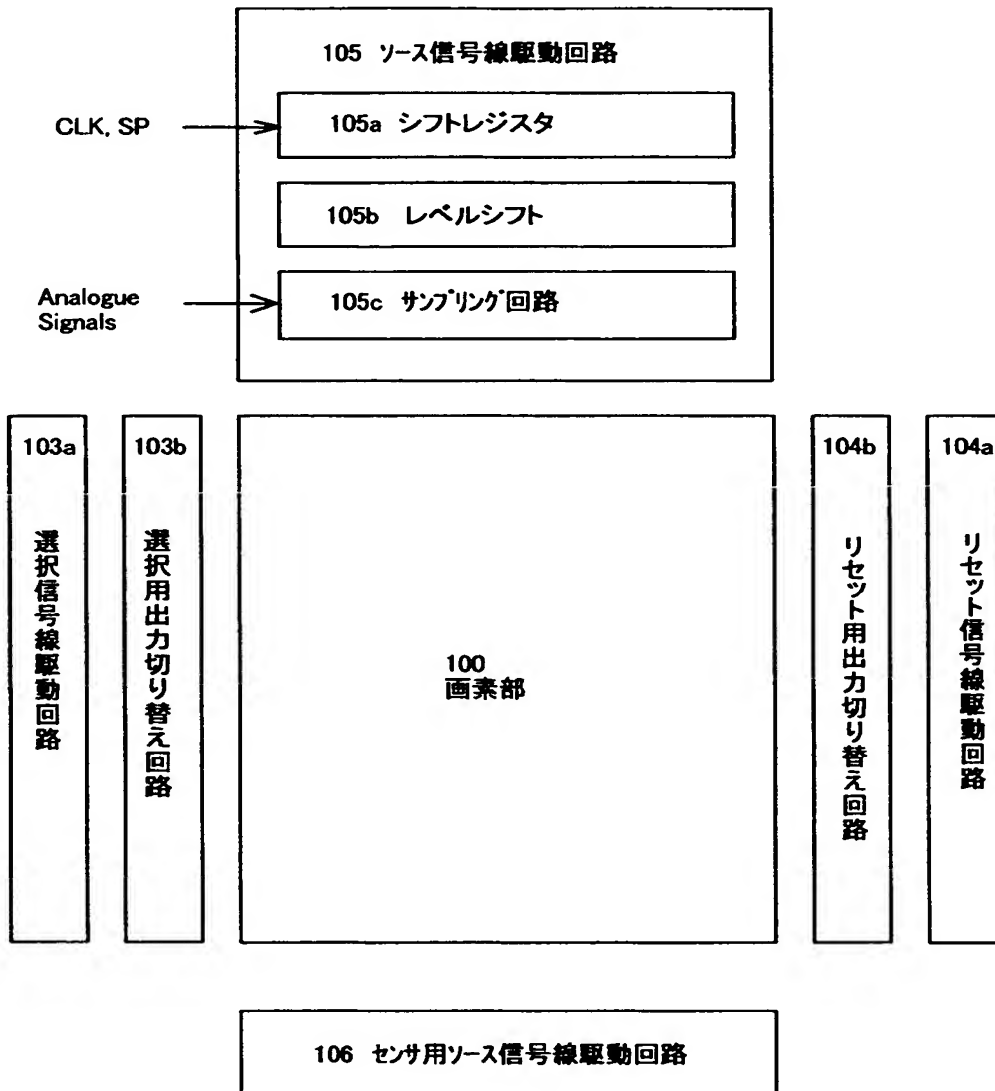 105 ソース信号線駆動回路
CLK, SP
105a シフトレジスタ
105b レベルシフト
Analogue
Signals
105c サンプリング回路
103a
選択信号線駆動回路
103b
選択用出力切り替え回路
100
画素部
104b
リセット用出力切り替え回路
104a
リセット信号線駆動回路
106 センサ用ソース信号線駆動回路